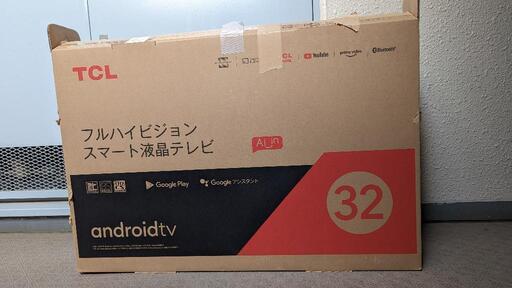 TCL
TCL
YouTube
prime video
Bluetooth
フルハイビジョン
スマート液晶テレビ
AI_in
Google Play
Google アシスタント
androidtv
32